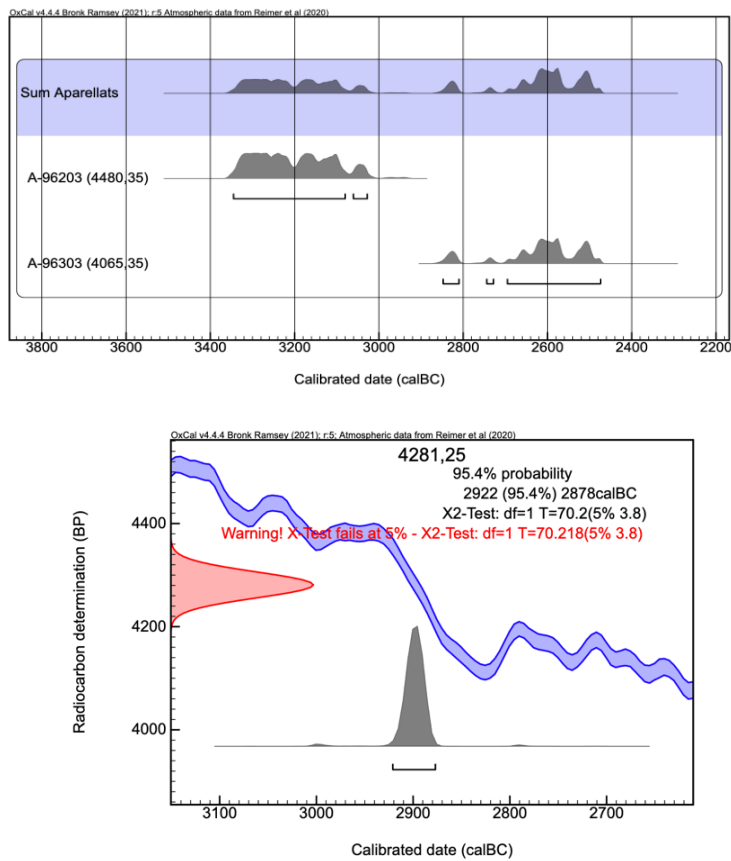 OxCal v4.4.4 Bronk Ramsey (2021); r:5 Atmospheric data from Reimer et al (2020)
Sum Aparellats
A-96203 (4480,35)
A-96303 (4065,35)
3800 3600 3400 3200 3000 2800 2600 2400 2200
Calibrated date (calBC)
OxCal v4.4.4 Bronk Ramsey (2021); r:5; Atmospheric data from Reimer et al (2020)
4281,25
95.4% probability
2922 (95.4%) 2878calBC
X2-Test: df=1 T=70.2(5% 3.8)
Warning! X-Test fails at 5% - X2-Test: df=1 T=70.218(5% 3.8)
Radiocarbon determination (BP)
4400
4200
4000
3100 3000 2900 2800 2700
Calibrated date (calBC)